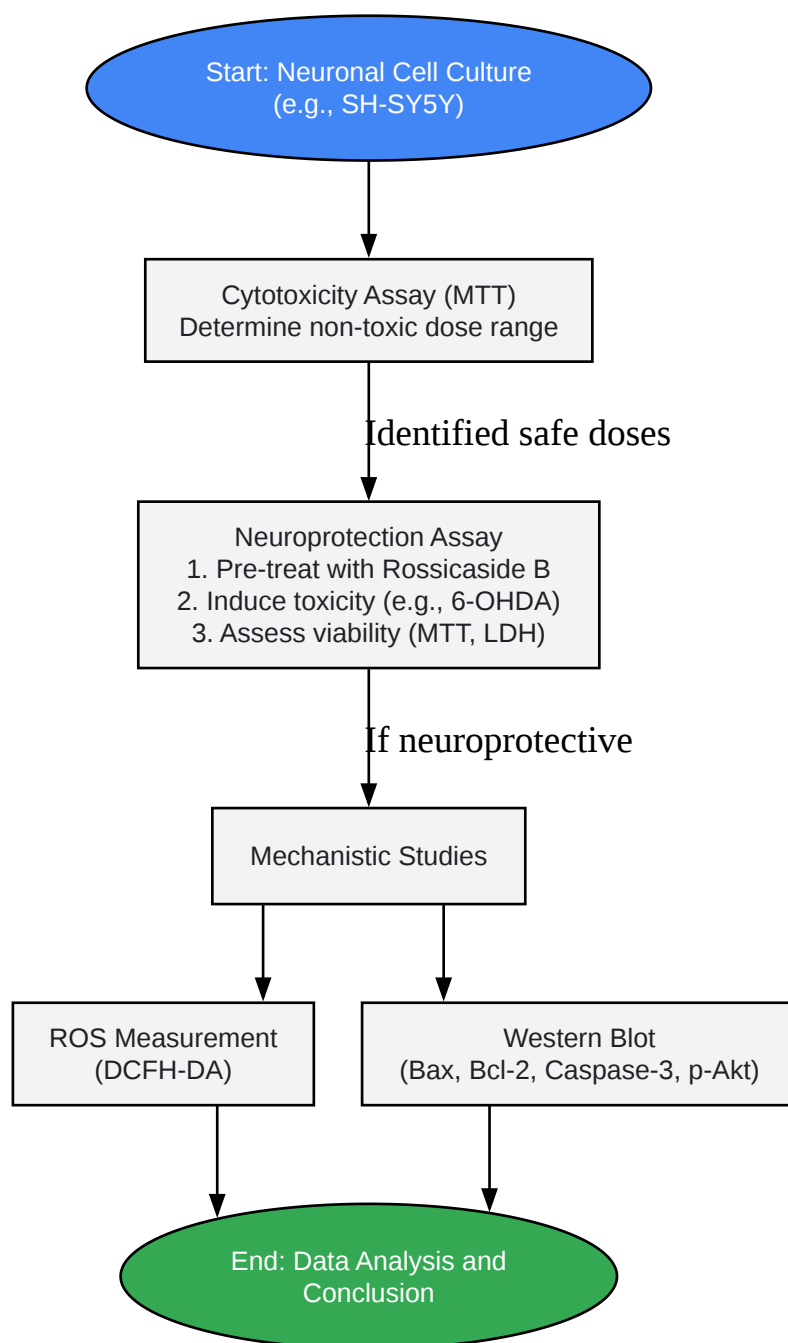 Start: Neuronal Cell Culture
(e.g., SH-SY5Y)
Cytotoxicity Assay (MTT)
Determine non-toxic dose range
Identified safe doses
Neuroprotection Assay
1. Pre-treat with Rossicaside B
2. Induce toxicity (e.g., 6-OHDA)
3. Assess viability (MTT, LDH)
If neuroprotective
Mechanistic Studies
ROS Measurement
(DCFH-DA)
Western Blot
(Bax, Bcl-2, Caspase-3, p-Akt)
End: Data Analysis and
Conclusion